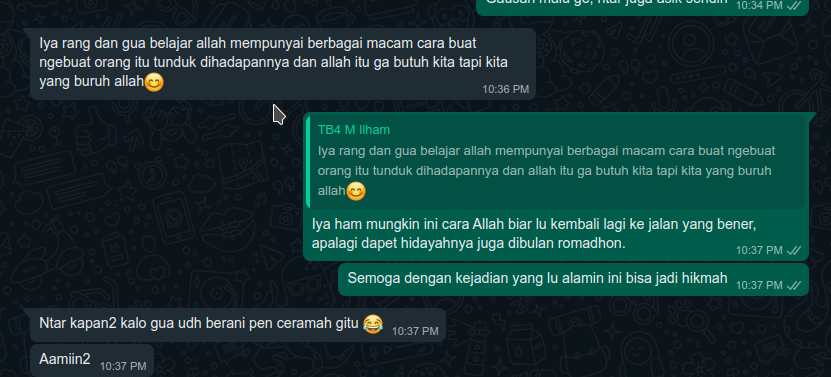 10:34 PM
Iya rang dan gua belajar allah mempunyai berbagai macam cara buat
ngebuat orang itu tunduk dihadapannya dan allah itu ga butuh kita tapi kita
yang buruh allah😊
10:36 PM
TB4 M Ilham
Iya rang dan gua belajar allah mempunyai berbagai macam cara buat ngebuat
orang itu tunduk dihadapannya dan allah itu ga butuh kita tapi kita yang buruh
allah😊
Iya ham mungkin ini cara Allah biar lu kembali lagi ke jalan yang bener,
apalagi dapet hidayahnya juga dibulan romadhon.
10:37 PM
Semoga dengan kejadian yang lu alamin ini bisa jadi hikmah 10:37 PM
Ntar kapan2 kalo gua udh berani pen ceramah gitu 😂 10:37 PM
Aamiin2 10:37 PM